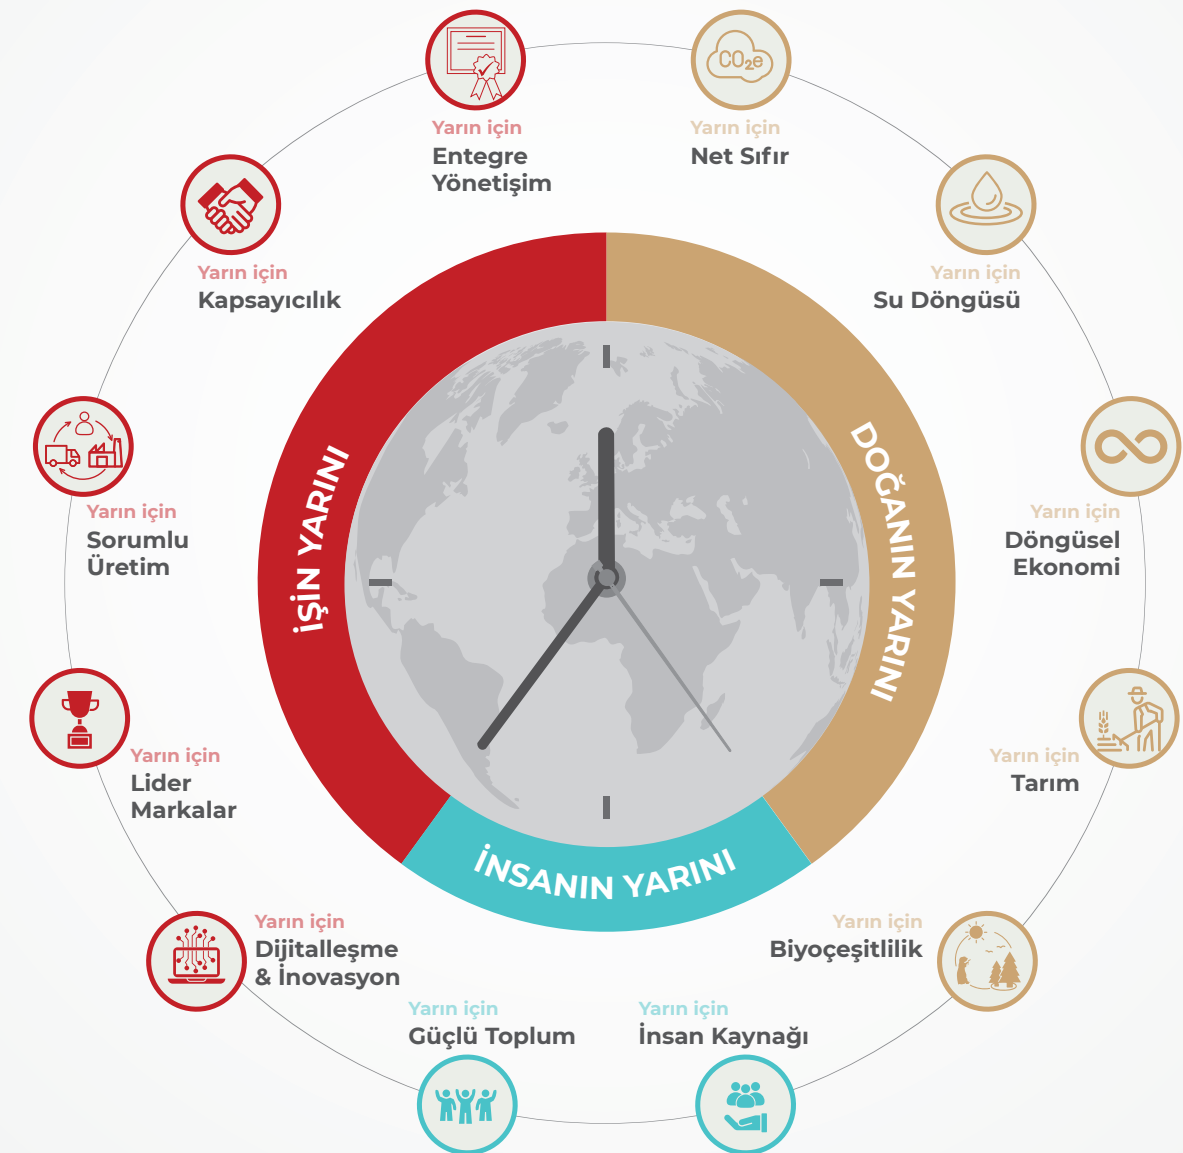 Yarın için
Entegre
Yönetişim
Yarın için
Net Sıfır
CO₂e
Yarın için
Su Döngüsü
Yarın için
Döngüsel
Ekonomi
Yarın için
Tarım
Yarın için
Biyoçeşitlilik
Yarın için
İnsan Kaynağı
Yarın için
Güçlü Toplum
Yarın için
Dijitalleşme
& İnovasyon
Yarın için
Lider
Markalar
Yarın için
Sorumlu
Üretim
Yarın için
Kapsayıcılık
İŞİN YARINI
DOĞANIN YARINI
İNSANIN YARINI